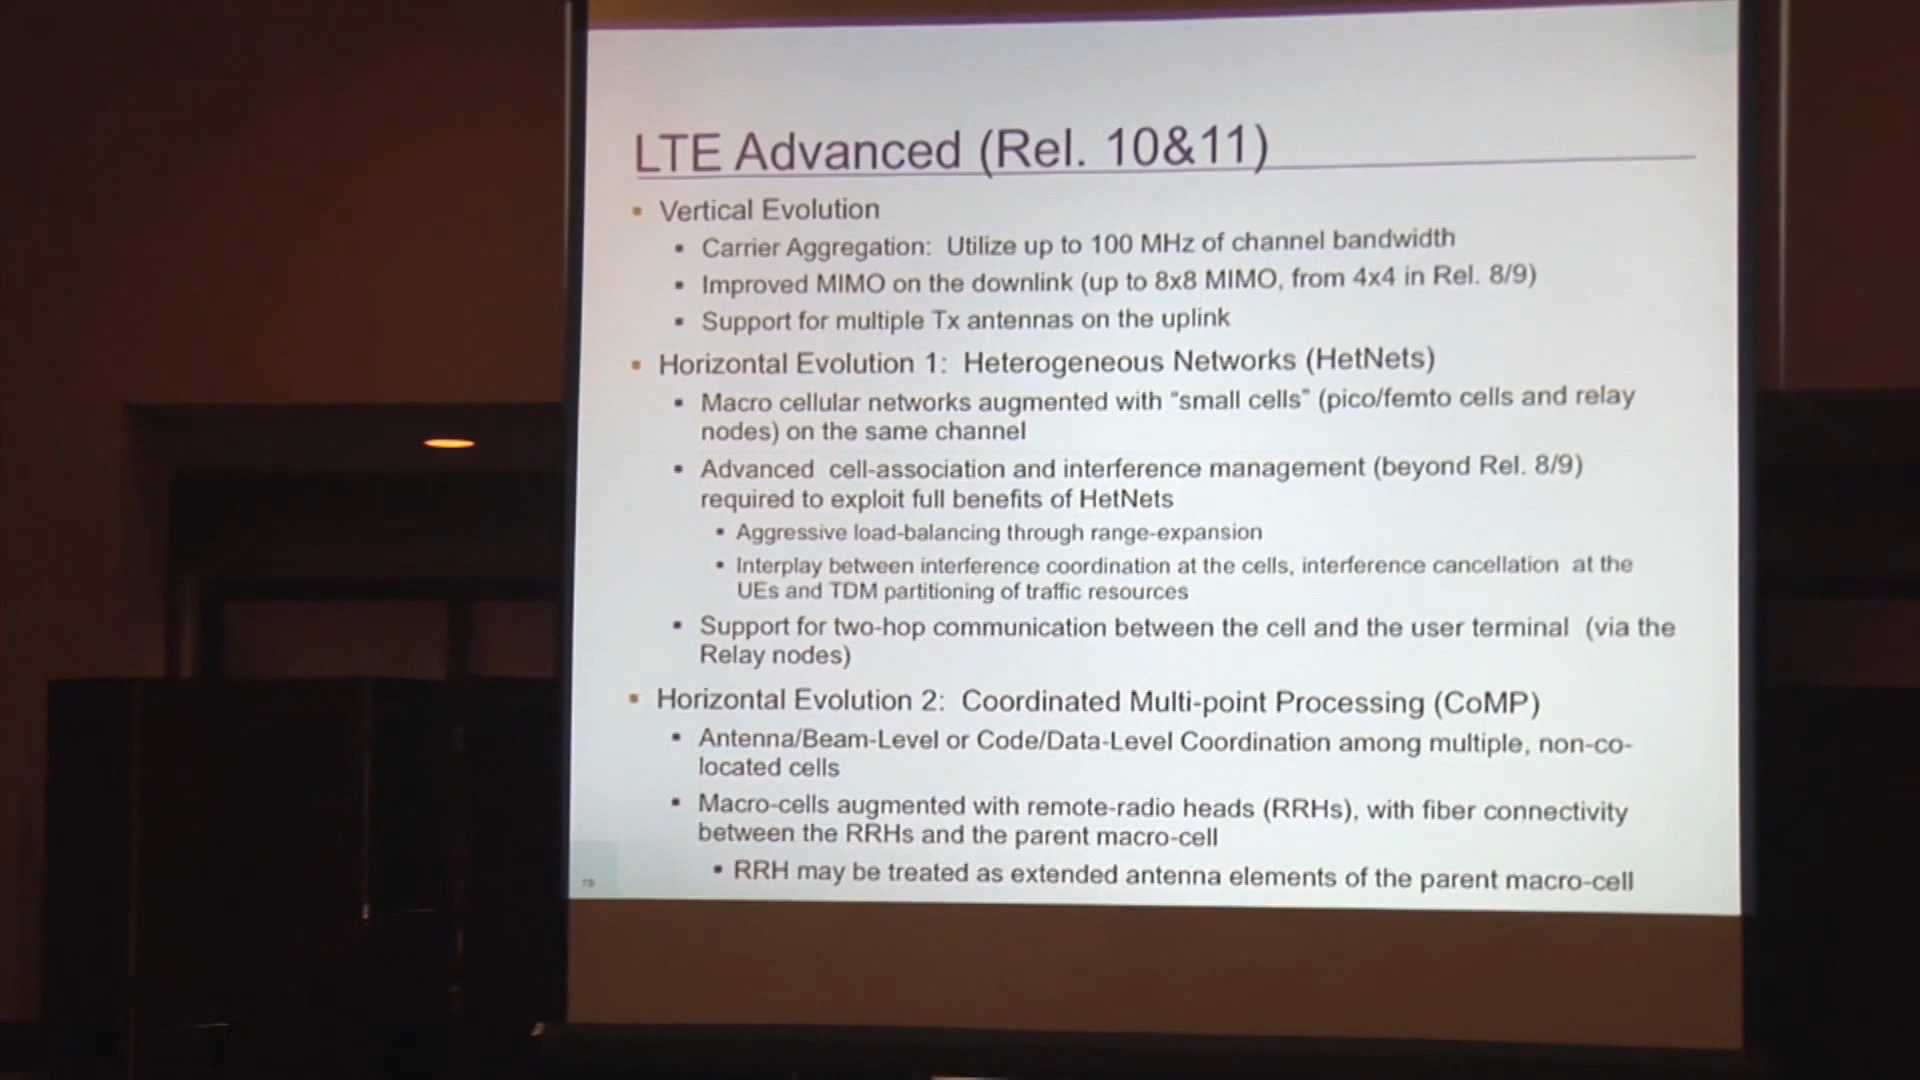 LTE Advanced (Rel. 10&11)
Vertical Evolution
Carrier Aggregation: Utilize up to 100 MHz of channel bandwidth
Improved MIMO on the downlink (up to 8x8 MIMO, from 4x4 in Rel. 8/9)
Support for multiple Tx antennas on the uplink
Horizontal Evolution 1: Heterogeneous Networks (HetNets)
Macro cellular networks augmented with “small cells” (pico/femto cells and relay
nodes) on the same channel
Advanced cell-association and interference management (beyond Rel. 8/9)
required to exploit full benefits of HetNets
Aggressive load-balancing through range-expansion
Interplay between interference coordination at the cells, interference cancellation at the
UEs and TDM partitioning of traffic resources
Support for two-hop communication between the cell and the user terminal (via the
Relay nodes)
Horizontal Evolution 2: Coordinated Multi-point Processing (CoMP)
Antenna/Beam-Level or Code/Data-Level Coordination among multiple, non-co-
located cells
Macro-cells augmented with remote-radio heads (RRHs), with fiber connectivity
between the RRHs and the parent macro-cell
RRH may be treated as extended antenna elements of the parent macro-cell